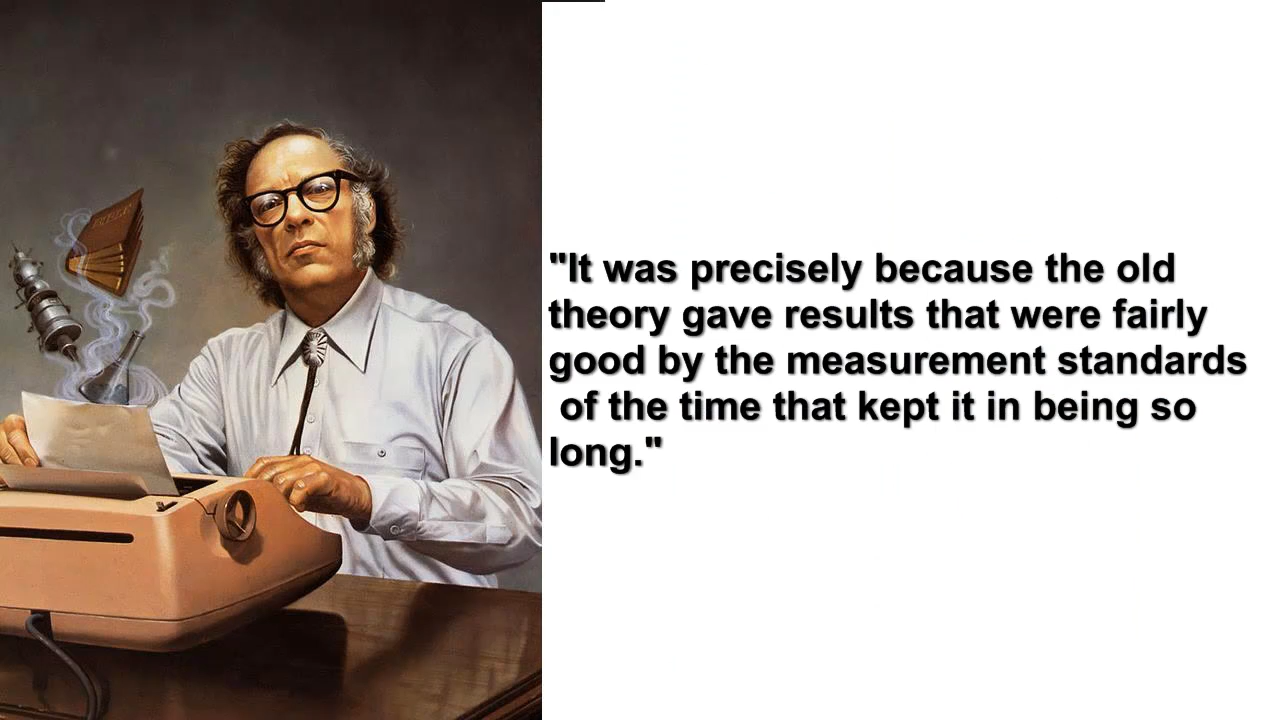 BIBLE
"It was precisely because the old
theory gave results that were fairly
good by the measurement standards
of the time that kept it in being so
long."